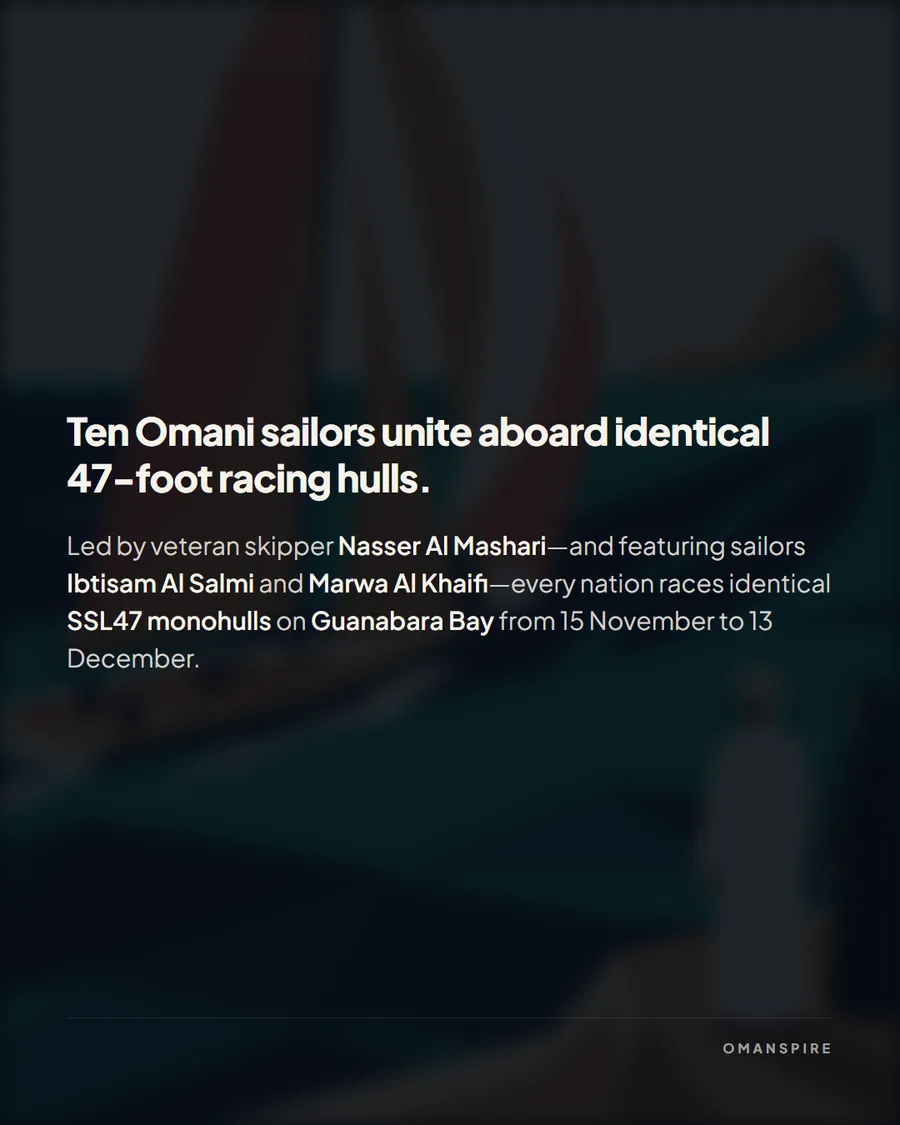 Ten Omani sailors unite aboard identical
47-foot racing hulls.
Led by veteran skipper Nasser Al Mashari—and featuring sailors
Ibtisam Al Salmi and Marwa Al Khaifi—every nation races identical
SSL47 monohulls on Guanabara Bay from 15 November to 13
December.
OMANSPIRE